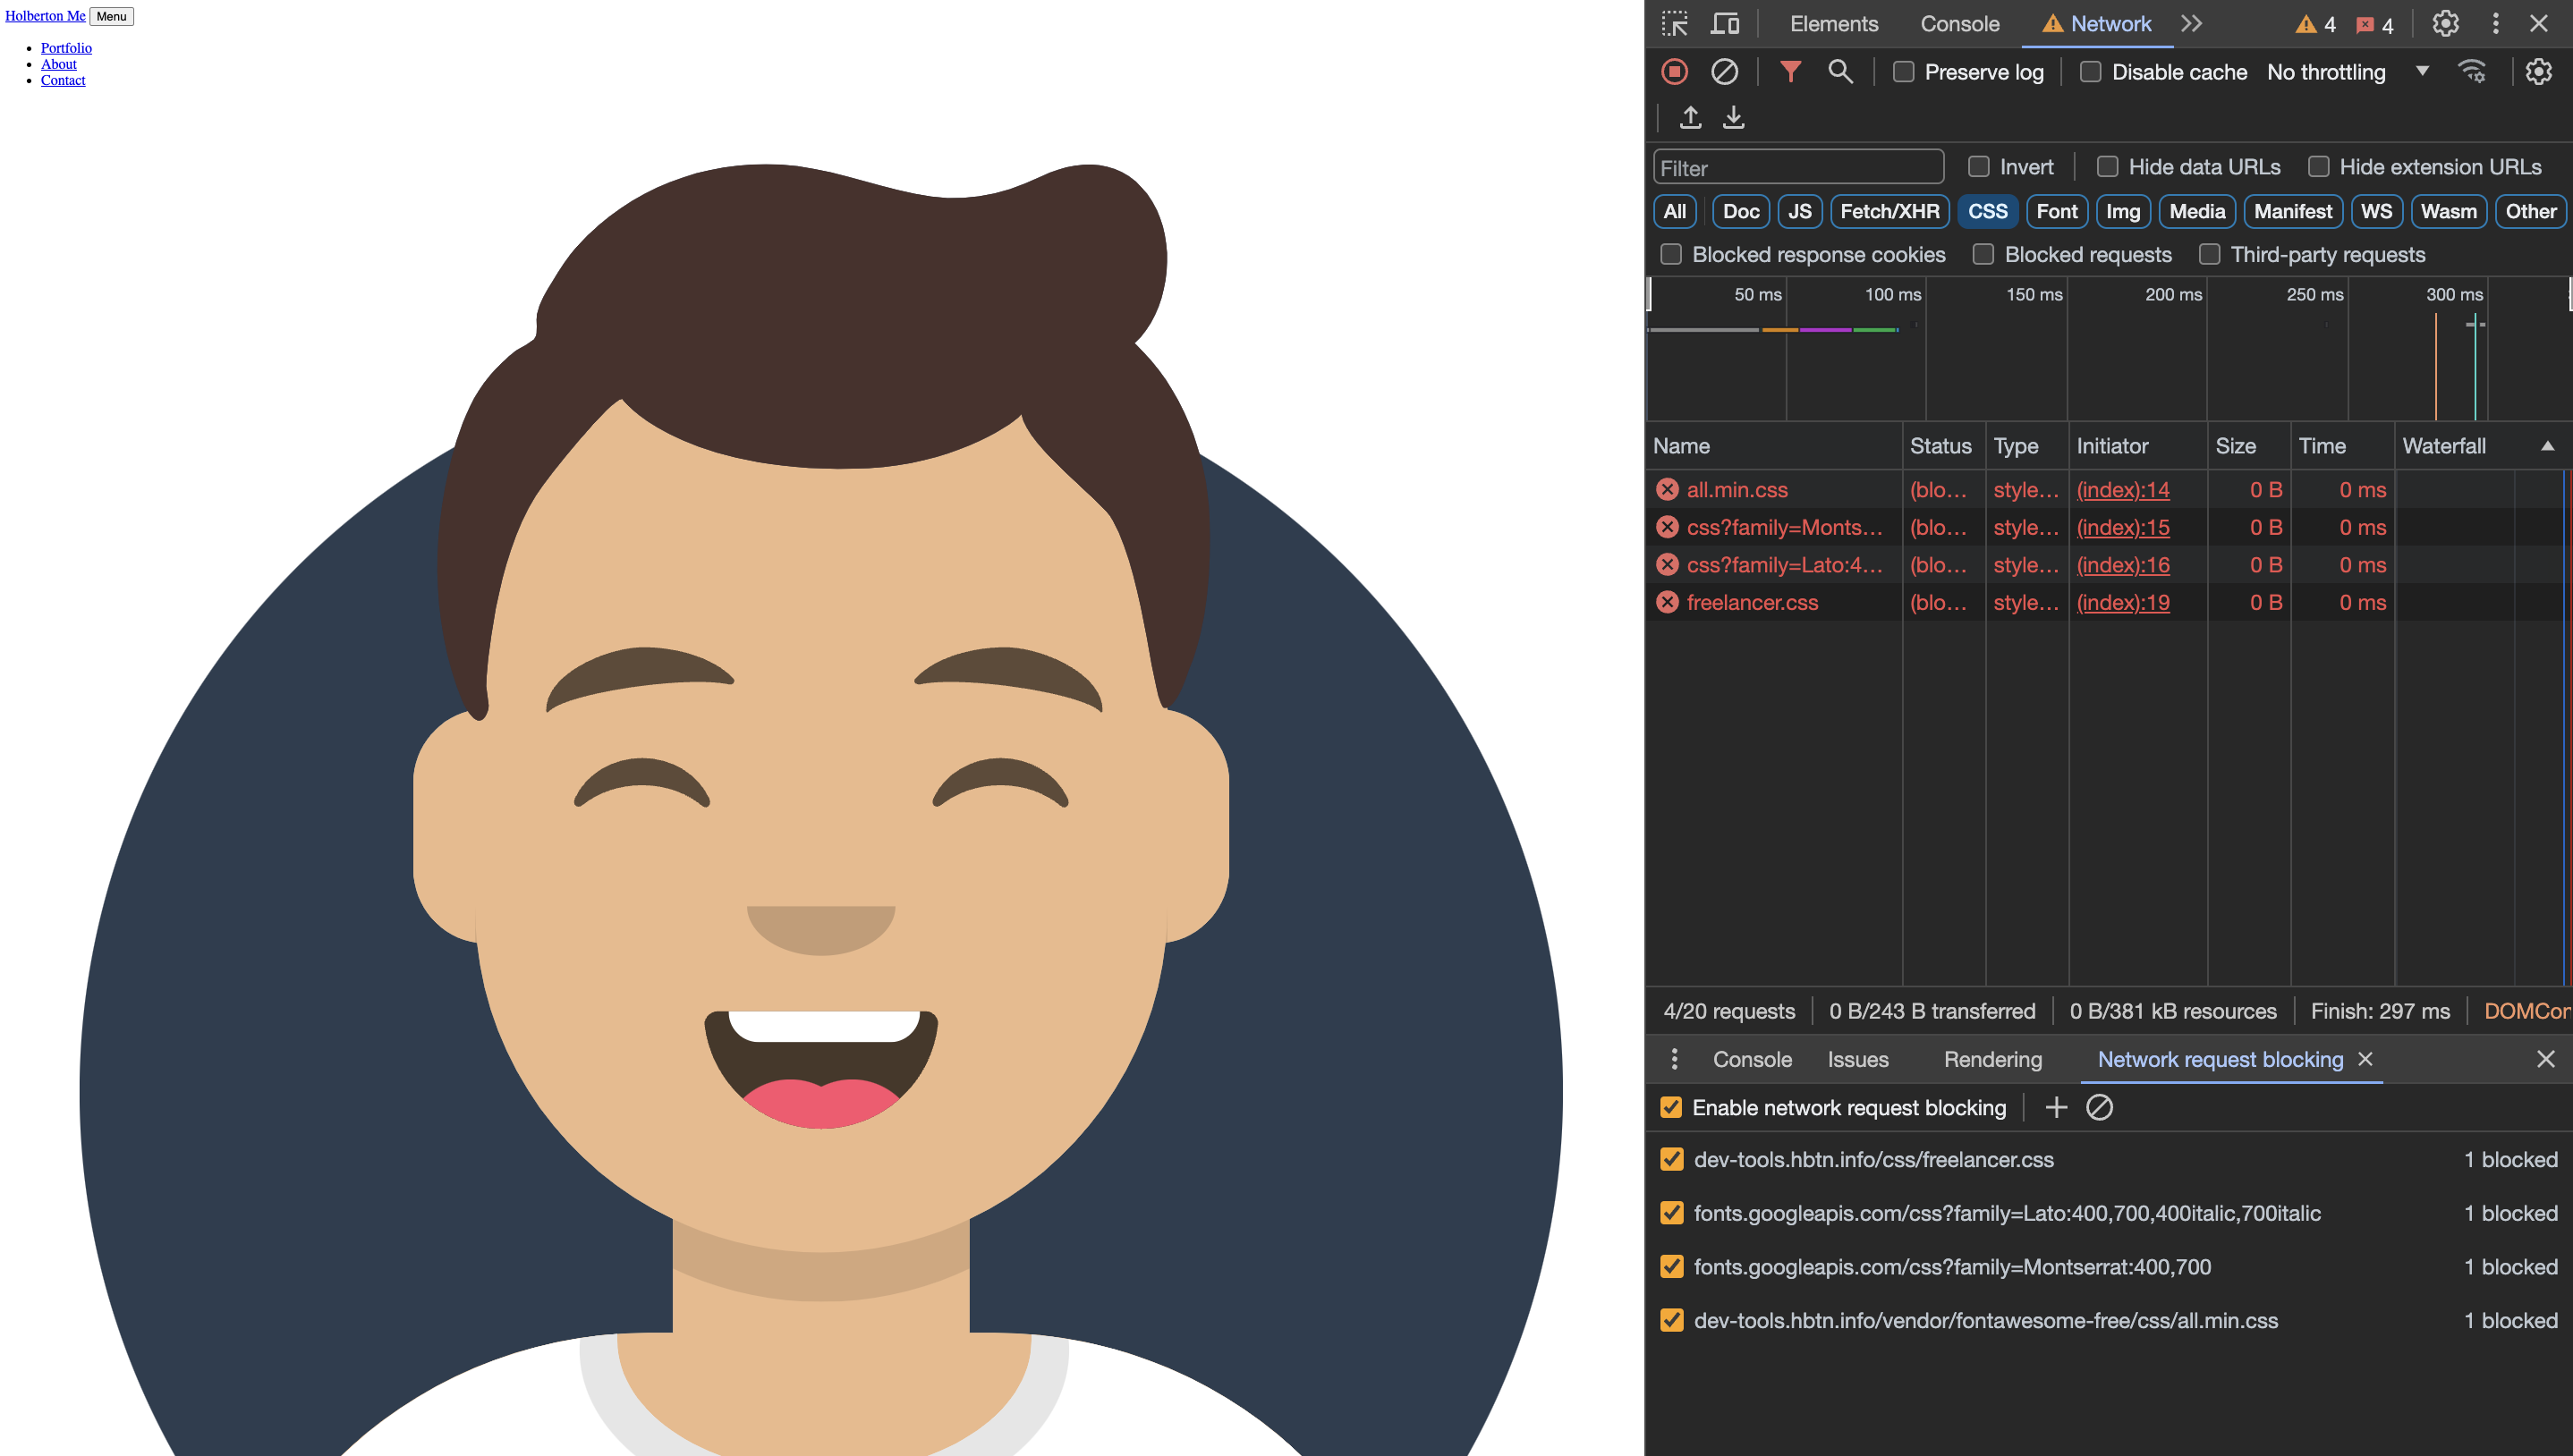 Holberton Me Menu
Portfolio
About
Contact
Elements Console Network 4 4
Preserve log Disable cache No throttling
Filter Invert Hide data URLs Hide extension URLs
All Doc JS Fetch/XHR CSS Font Img Media Manifest WS Wasm Other
Blocked response cookies Blocked requests Third-party requests
50 ms 100 ms 150 ms 200 ms 250 ms 300 ms
Name Status Type Initiator Size Time Waterfall
all.min.css (blo… style… (index):14 0 B 0 ms
css?family=Monts… (blo… style… (index):15 0 B 0 ms
css?family=Lato:4… (blo… style… (index):16 0 B 0 ms
freelancer.css (blo… style… (index):19 0 B 0 ms
4/20 requests 0 B/243 B transferred 0 B/381 kB resources Finish: 297 ms DOMCon
Console Issues Rendering Network request blocking
Enable network request blocking
dev-tools.hbtn.info/css/freelancer.css 1 blocked
fonts.googleapis.com/css?family=Lato:400,700,400italic,700italic 1 blocked
fonts.googleapis.com/css?family=Montserrat:400,700 1 blocked
dev-tools.hbtn.info/vendor/fontawesome-free/css/all.min.css 1 blocked